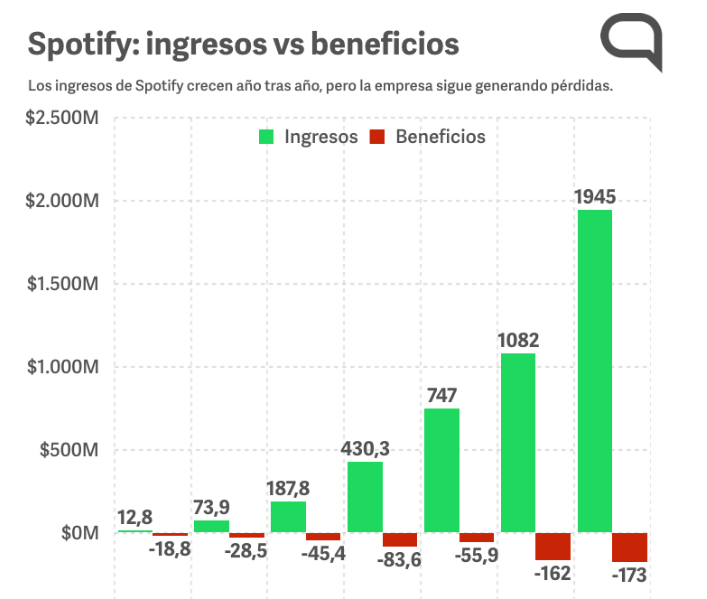 Spotify: ingresos vs beneficios
Los ingresos de Spotify crecen año tras año, pero la empresa sigue generando pérdidas.
$2.500M
Ingresos Beneficios
$2.000M
1945
$1.500M
1082
$1.000M
747
$500M
430,3
187,8
73,9
12,8
$0M
-18,8
-28,5
-45,4
-83,6
-55,9
-162
-173